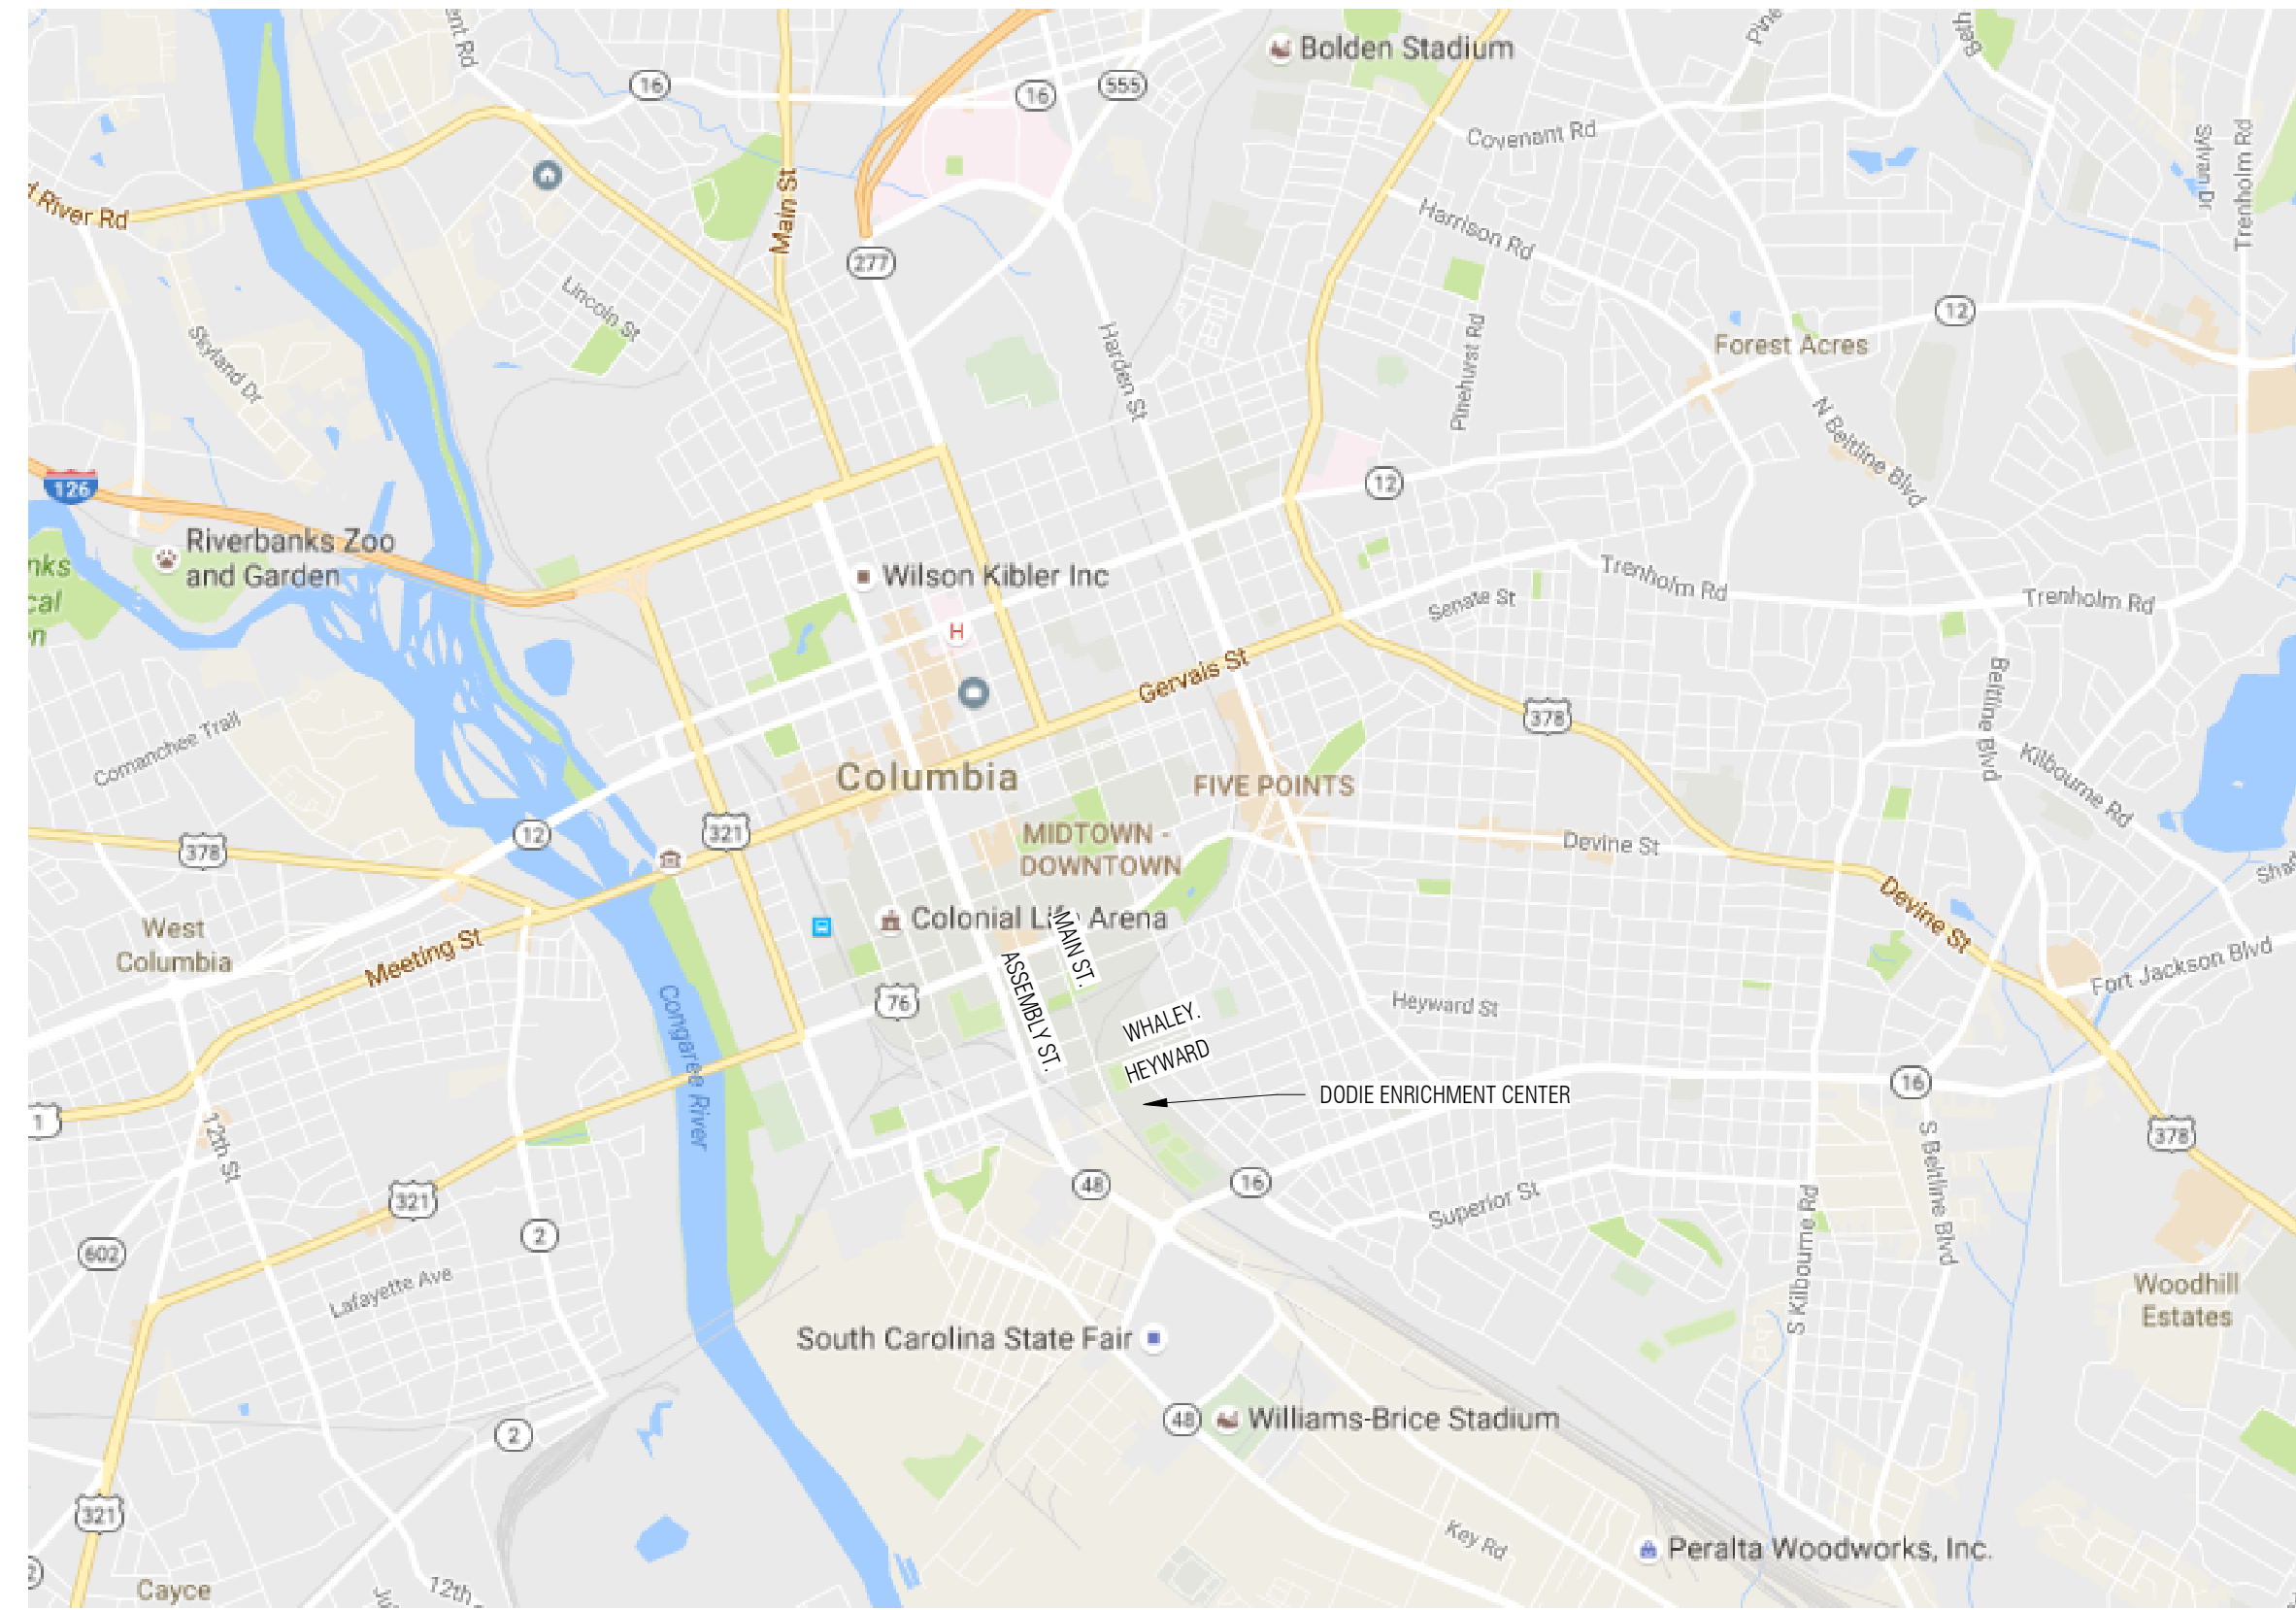 Bolden Stadium
16
16
555
Covenant Rd
Sylvan Dr
Trenholm Rd
River Rd
Main St
Harrison Rd
277
Lincoln St
12
Skyland Dr
Harden St
Pinehurst Rd
Forest Acres
N Beltline Blvd
126
12
Riverbanks Zoo
and Garden
Wilson Kibler Inc
H
Senate St
Trenholm Rd
Trenholm Rd
Gervais St
Comanchee Trail
378
Beltline Blvd
Kilbourne Rd
Columbia
FIVE POINTS
378
12
321
MIDTOWN -
DOWNTOWN
Devine St
Devine St
West
Columbia
Meeting St
Colonial Life Arena
MAIN ST.
ASSEMBLY ST.
76
Congaree River
WHALEY.
HEYWARD
Heyward St
Fort Jackson Blvd
DODIE ENRICHMENT CENTER
16
1
12th St
378
S Beltline Blvd
321
48
16
Superior St
S Kilbourne Rd
602
2
Lafayette Ave
Woodhill
Estates
South Carolina State Fair
48
Williams-Brice Stadium
2
321
Key Rd
Peralta Woodworks, Inc.
Cayce
12th